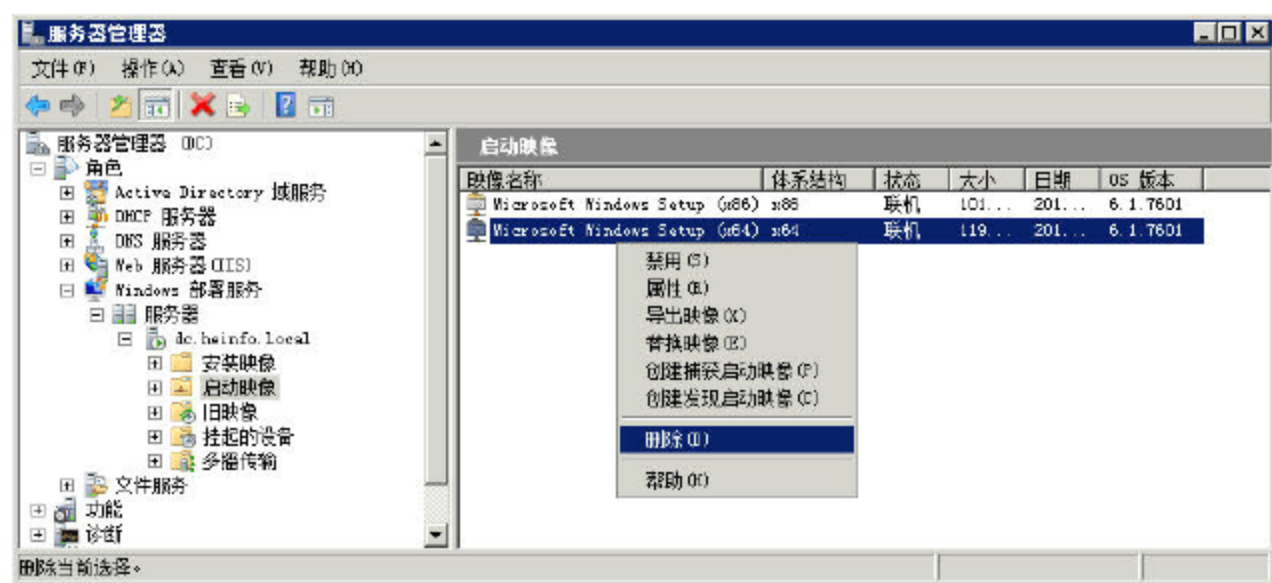 服务器管理器
文件(F) 操作(A) 查看(V) 帮助(H)
服务器管理器 (DC)
角色
Active Directory 域服务
DHCP 服务器
DNS 服务器
Web 服务器(IIS)
Windows 部署服务
服务器
dc.heinfo.local
安装映像
启动映像
旧映像
挂起的设备
多播传输
文件服务
功能
诊断
启动映像
映像名称 体系结构 状态 大小 日期 OS 版本
Microsoft Windows Setup (x86) x86 联机 101... 201... 6.1.7601
Microsoft Windows Setup (x64) x64 联机 119... 201... 6.1.7601
禁用(S)
属性(R)
导出映像(X)
替换映像(E)
创建捕获启动映像(P)
创建发现启动映像(C)
删除(D)
帮助(H)
删除当前选择。